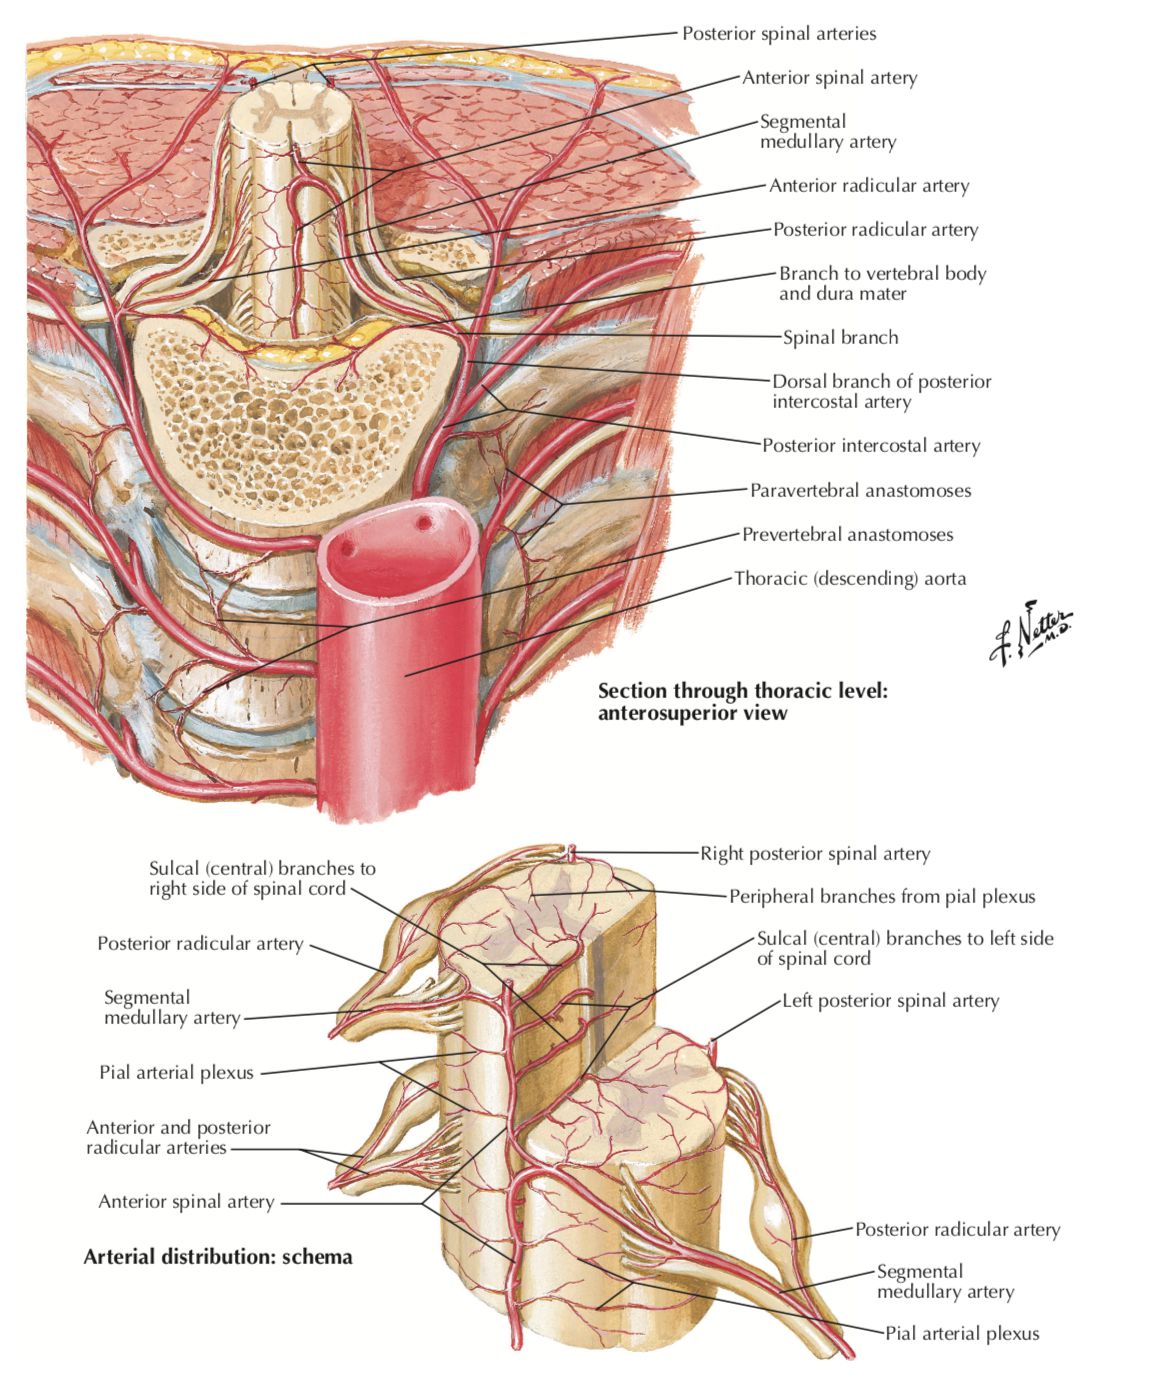 Posterior spinal arteries
Anterior spinal artery
Segmental
medullary artery
Anterior radicular artery
Posterior radicular artery
Branch to vertebral body
and dura mater
Spinal branch
Dorsal branch of posterior
intercostal artery
Posterior intercostal artery
Paravertebral anastomoses
Prevertebral anastomoses
Thoracic (descending) aorta
F. Netter
M.D.
Section through thoracic level:
anterosuperior view
Sulcal (central) branches to
right side of spinal cord
Posterior radicular artery
Segmental
medullary artery
Pial arterial plexus
Anterior and posterior
radicular arteries
Anterior spinal artery
Arterial distribution: schema
Right posterior spinal artery
Peripheral branches from pial plexus
Sulcal (central) branches to left side
of spinal cord
Left posterior spinal artery
Posterior radicular artery
Segmental
medullary artery
Pial arterial plexus